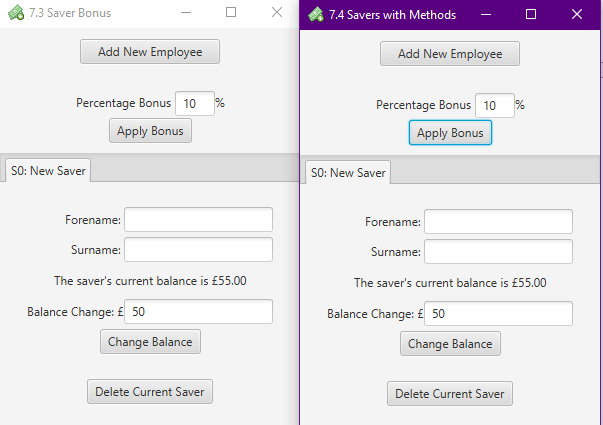 7.3 Saver Bonus
Add New Employee
Percentage Bonus 10 %
Apply Bonus
S0: New Saver
Forename:
Surname:
The saver's current balance is £55.00
Balance Change: £ 50
Change Balance
Delete Current Saver
7.4 Savers with Methods
Add New Employee
Percentage Bonus 10 %
Apply Bonus
S0: New Saver
Forename:
Surname:
The saver's current balance is £55.00
Balance Change: £ 50
Change Balance
Delete Current Saver